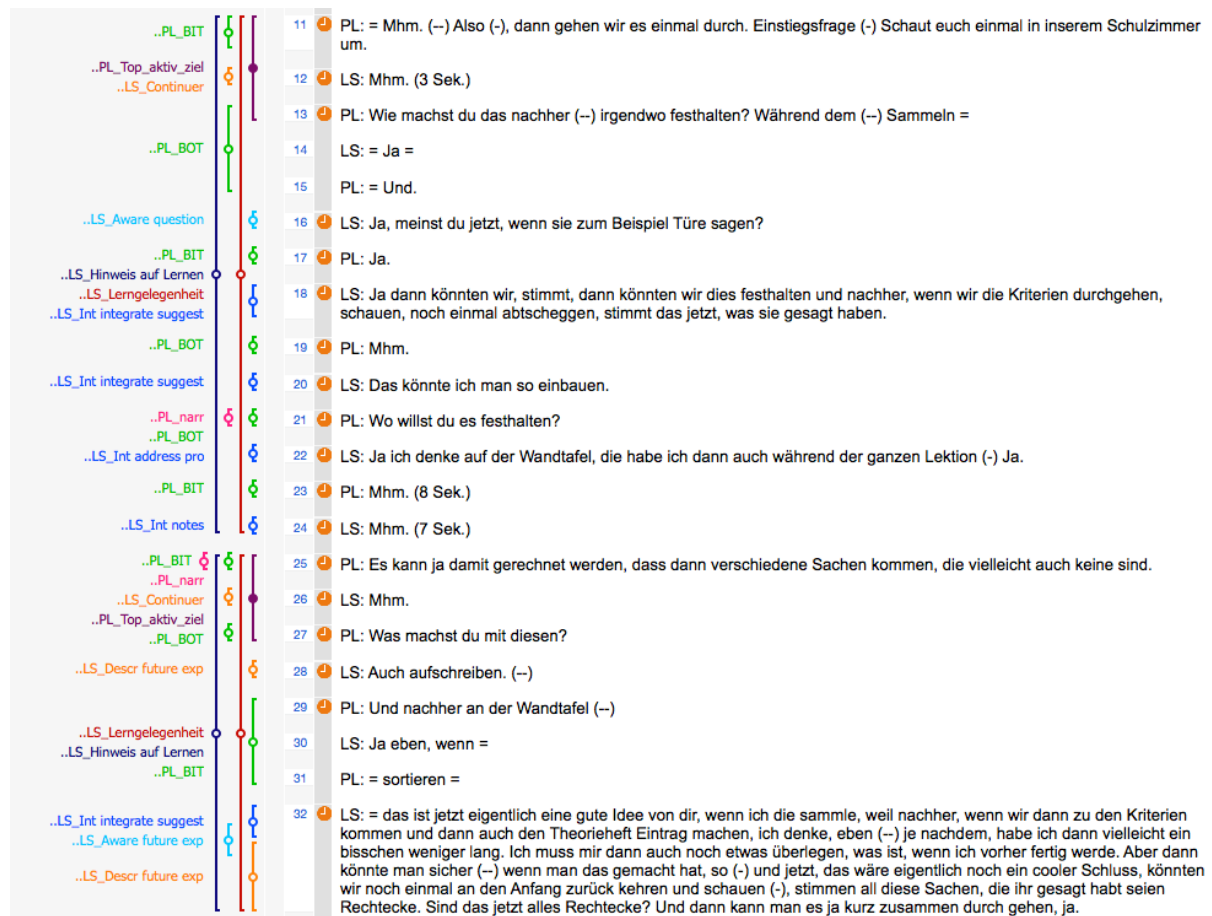 ..PL_BIT
11 PL: = Mhm. (--) Also (-), dann gehen wir es einmal durch. Einstiegsfrage (-) Schaut euch einmal in inserem Schulzimmer
um.
..PL_Top_aktiv_ziel
..LS_Continuer
12 LS: Mhm. (3 Sek.)
13 PL: Wie machst du das nachher (--) irgendwo festhalten? Während dem (--) Sammeln =
..PL_BOT
14 LS: = Ja =
15 PL: = Und.
..LS_Aware question
16 LS: Ja, meinst du jetzt, wenn sie zum Beispiel Türe sagen?
..PL_BIT
17 PL: Ja.
..LS_Hinweis auf Lernen
..LS_Lerngelegenheit
..LS_Int integrate suggest
18 LS: Ja dann könnten wir, stimmt, dann könnten wir dies festhalten und nachher, wenn wir die Kriterien durchgehen,
schauen, noch einmal abtscheggen, stimmt das jetzt, was sie gesagt haben.
..PL_BOT
19 PL: Mhm.
..LS_Int integrate suggest
20 LS: Das könnte ich man so einbauen.
..PL_narr
21 PL: Wo willst du es festhalten?
..PL_BOT
..LS_Int address pro
22 LS: Ja ich denke auf der Wandtafel, die habe ich dann auch während der ganzen Lektion (-) Ja.
..PL_BIT
23 PL: Mhm. (8 Sek.)
..LS_Int notes
24 LS: Mhm. (7 Sek.)
..PL_BIT
25 PL: Es kann ja damit gerechnet werden, dass dann verschiedene Sachen kommen, die vielleicht auch keine sind.
..PL_narr
..LS_Continuer
26 LS: Mhm.
..PL_Top_aktiv_ziel
..PL_BOT
27 PL: Was machst du mit diesen?
..LS_Descr future exp
28 LS: Auch aufschreiben. (--)
29 PL: Und nachher an der Wandtafel (--)
..LS_Lerngelegenheit
30 LS: Ja eben, wenn =
..LS_Hinweis auf Lernen
..PL_BIT
31 PL: = sortieren =
..LS_Int integrate suggest
..LS_Aware future exp
..LS_Descr future exp
32 LS: = das ist jetzt eigentlich eine gute Idee von dir, wenn ich die sammle, weil nachher, wenn wir dann zu den Kriterien
kommen und dann auch den Theorieheft Eintrag machen, ich denke, eben (--) je nachdem, habe ich dann vielleicht ein
bisschen weniger lang. Ich muss mir dann auch noch etwas überlegen, was ist, wenn ich vorher fertig werde. Aber dann
könnte man sicher (--) wenn man das gemacht hat, so (-) und jetzt, das wäre eigentlich noch ein cooler Schluss, könnten
wir noch einmal an den Anfang zurück kehren und schauen (-), stimmen all diese Sachen, die ihr gesagt habt seien
Rechtecke. Sind das jetzt alles Rechtecke? Und dann kann man es ja kurz zusammen durch gehen, ja.